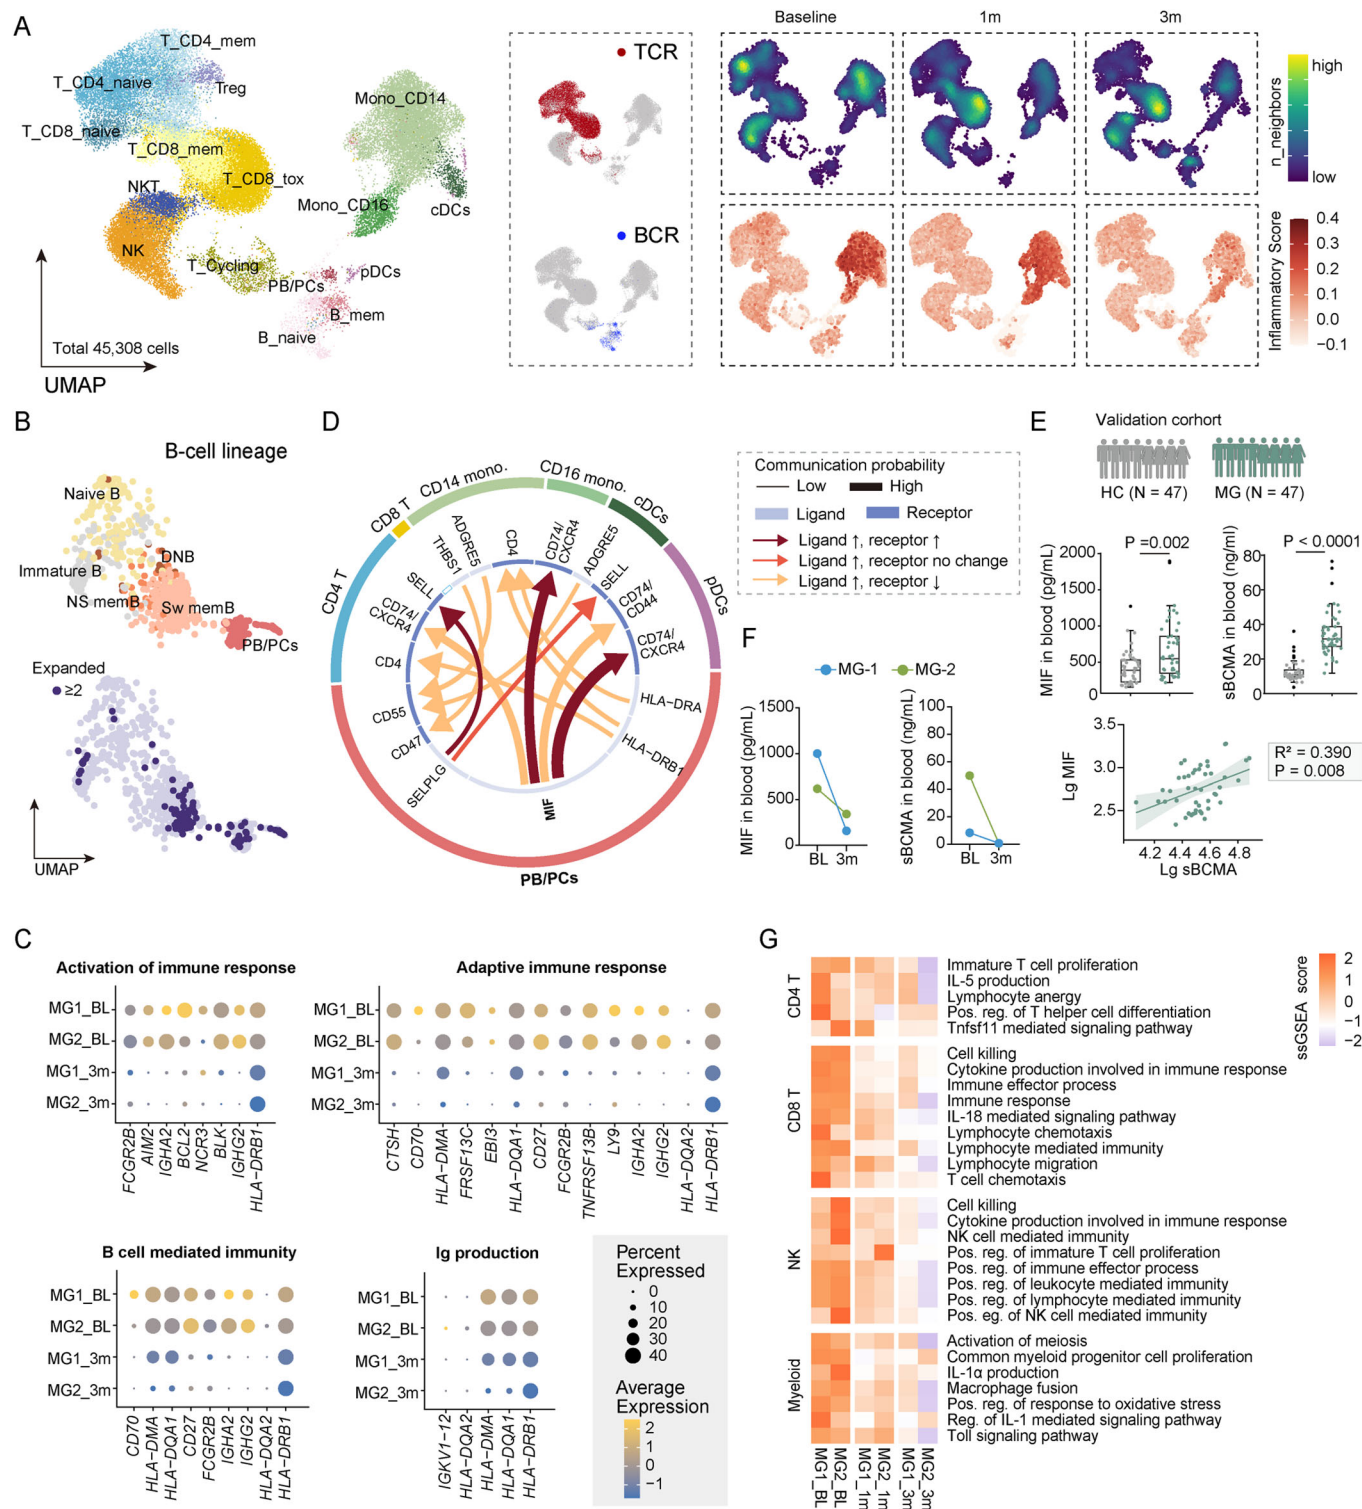 A
T_CD4_mem
T_CD4_naive
Treg
T_CD8_naive
T_CD8_mem
T_CD8_tox
NKT
NK
T_Cycling
Mono_CD14
Mono_CD16
cDCs
PB/PCs
pDCs
B_mem
B_naive
Total 45,308 cells
UMAP
TCR
BCR
Baseline
1m
3m
high
low
n_neighbors
0.4
0.3
0.2
0.1
0.0
−0.1
Inflammatory Score
B
B-cell lineage
Naive B
DNB
Immature B
NS memB
Sw memB
PB/PCs
Expanded
≥2
UMAP
D
CD4 T
CD8 T
CD14 mono.
CD16 mono.
cDCs
pDCs
PB/PCs
SELL
THBS1
ADGRE5
CD4
CD74/
CXCR4
ADGRE5
SELL
CD74/
CD44
CD74/
CXCR4
HLA−DRA
HLA−DRB1
MIF
SELPLG
CD47
CD55
CD4
CD74/
CXCR4
Communication probability
Low
High
Ligand
Receptor
Ligand ↑, receptor ↑
Ligand ↑, receptor no change
Ligand ↑, receptor ↓
E
Validation cohort
HC (N = 47)
MG (N = 47)
P =0.002
2000
1500
1000
500
0
MIF in blood (pg/mL)
P < 0.0001
80
60
40
20
0
sBCMA in blood (ng/ml)
3.5
3.0
2.5
Lg MIF
4.2 4.4 4.6 4.8
Lg sBCMA
R² = 0.390
P = 0.008
F
MG-1
MG-2
1500
1000
500
0
MIF in blood (pg/mL)
BL 3m
100
80
60
40
20
0
sBCMA in blood (ng/mL)
BL 3m
C
Activation of immune response
MG1_BL
MG2_BL
MG1_3m
MG2_3m
FCGR2B
AIM2
IGHA2
BCL2
NCR3
BLK
IGHG2
HLA−DRB1
Adaptive immune response
MG1_BL
MG2_BL
MG1_3m
MG2_3m
CTSH
CD70
HLA−DMA
FRSF13C
EBI3
HLA−DQA1
CD27
FCGR2B
TNFRSF13B
LY9
IGHA2
IGHG2
HLA−DQA2
HLA−DRB1
B cell mediated immunity
MG1_BL
MG2_BL
MG1_3m
MG2_3m
CD70
HLA−DMA
HLA−DQA1
CD27
FCGR2B
IGHA2
IGHG2
HLA−DQA2
HLA−DRB1
Ig production
MG1_BL
MG2_BL
MG1_3m
MG2_3m
IGKV1−12
HLA−DQA2
HLA−DMA
HLA−DQA1
HLA−DRB1
Percent
Expressed
0
10
20
30
40
Average
Expression
2
1
0
−1
G
CD4 T
Immature T cell proliferation
IL-5 production
Lymphocyte anergy
Pos. reg. of T helper cell differentiation
Tnfsf11 mediated signaling pathway
CD8 T
Cell killing
Cytokine production involved in immune response
Immune effector process
Immune response
IL-18 mediated signaling pathway
Lymphocyte chemotaxis
Lymphocyte mediated immunity
Lymphocyte migration
T cell chemotaxis
NK
Cell killing
Cytokine production involved in immune response
NK cell mediated immunity
Pos. reg. of immature T cell proliferation
Pos. reg. of immune effector process
Pos. reg. of leukocyte mediated immunity
Pos. reg. of lymphocyte mediated immunity
Pos. eg. of NK cell mediated immunity
Myeloid
Activation of meiosis
Common myeloid progenitor cell proliferation
IL-1α production
Macrophage fusion
Pos. reg. of response to oxidative stress
Reg. of IL-1 mediated signaling pathway
Toll signaling pathway
MG1_BL
MG2_BL
MG1_1m
MG2_1m
MG1_3m
MG2_3m
2
1
−1
−2
ssGSEA score